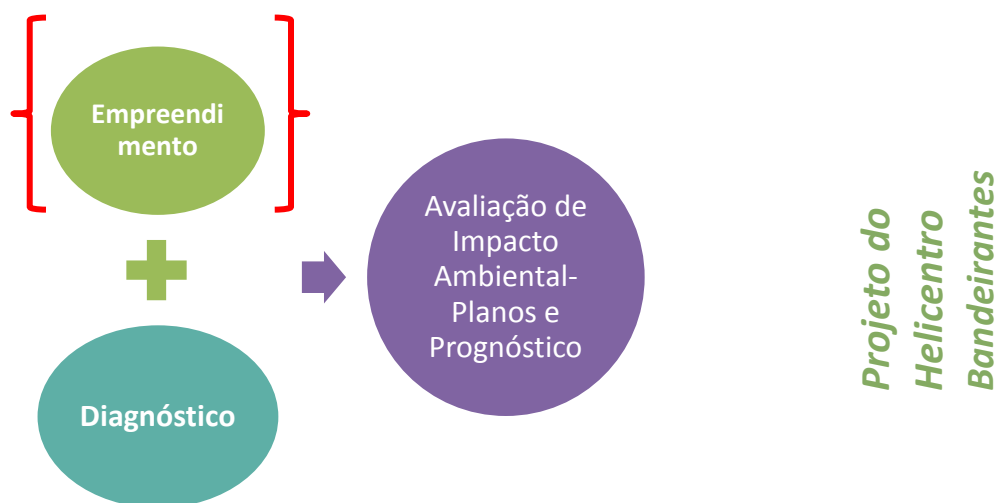 Empreendi
mento
Diagnóstico
Avaliação de
Impacto
Ambiental-
Planos e
Prognóstico
Projeto do
Helicentro
Bandeirantes